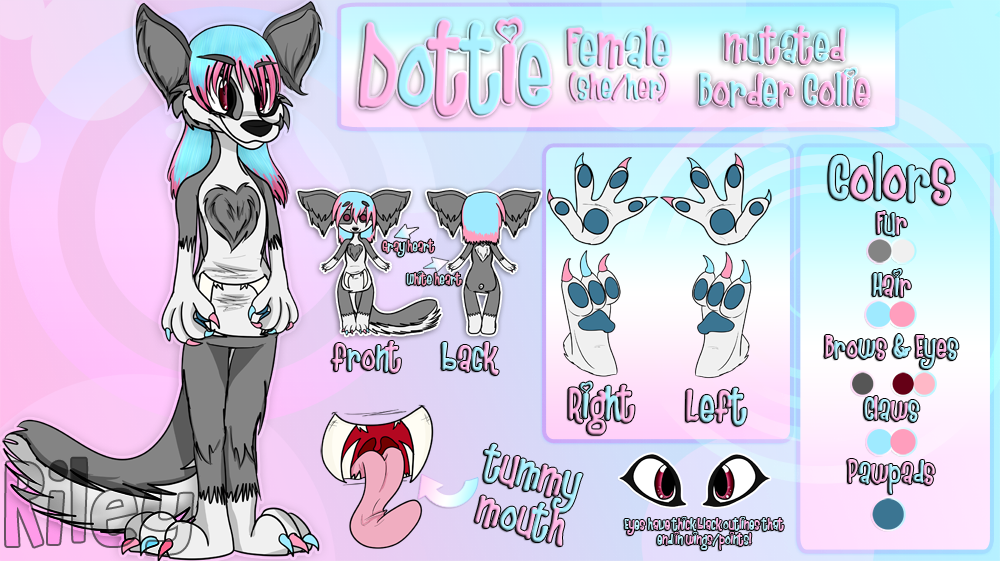 Dottie
Female
(she/her)
mutated
Border Collie
Gray heart
White heart
front
back
Right
Left
tummy
mouth
Eyes have thick black outlines that
end in wings/points!
Colors
Fur
Hair
Brows & Eyes
Claws
Pawpads
Riley